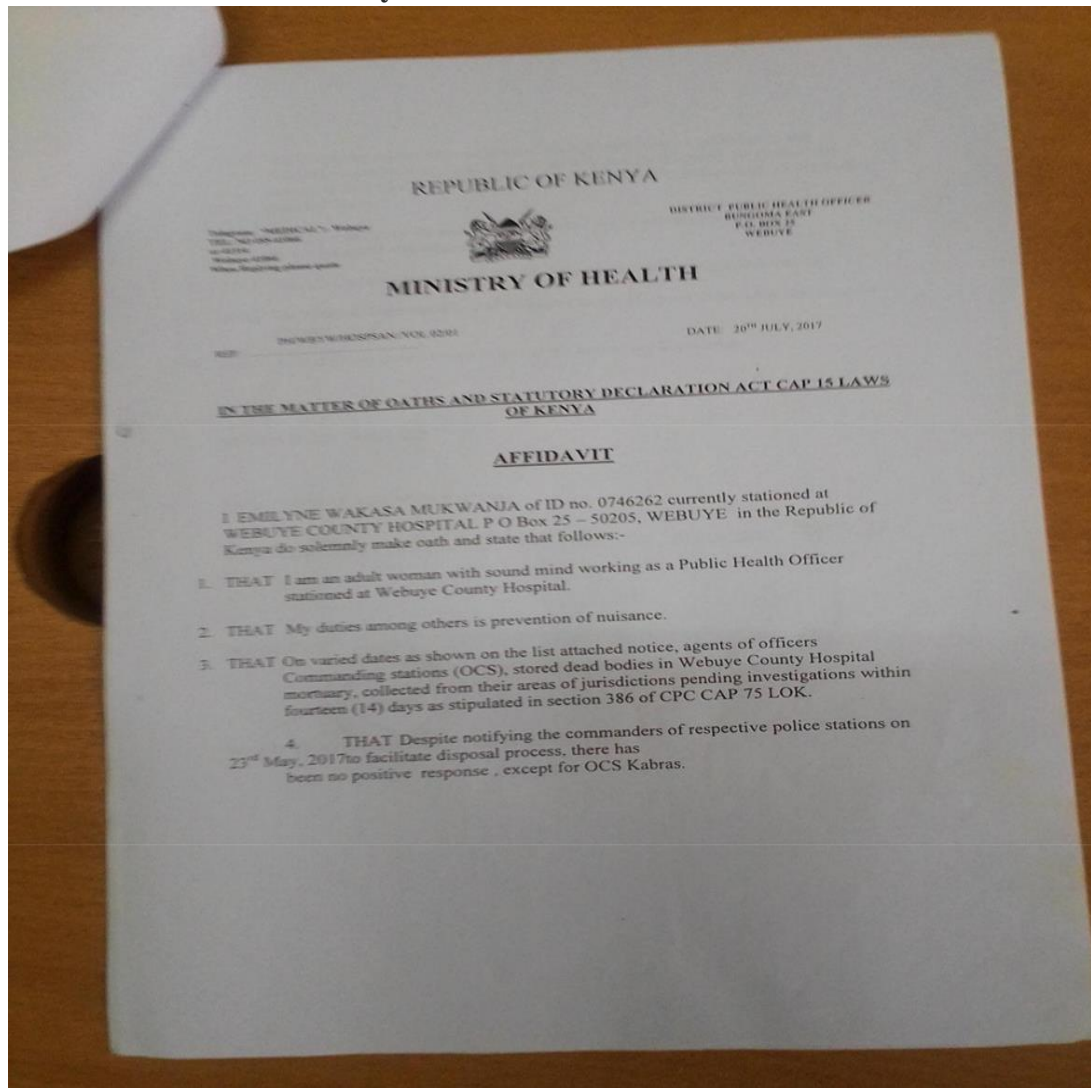 REPUBLIC OF KENYA
DISTRICT PUBLIC HEALTH OFFICER
BUNGOMA EAST
P.O. BOX 25
WEBUYE
Webuye
When Replying please quote
MINISTRY OF HEALTH
REF:
DATE: 20TH JULY, 2017
IN THE MATTER OF OATHS AND STATUTORY DECLARATION ACT CAP 15 LAWS
OF KENYA
AFFIDAVIT
I EMILYNE WAKASA MUKWANJA of ID no. 0746262 currently stationed at
WEBUYE COUNTY HOSPITAL P O Box 25 – 50205, WEBUYE in the Republic of
Kenya do solemnly make oath and state that follows:-
1. THAT I am an adult woman with sound mind working as a Public Health Officer
stationed at Webuye County Hospital.
2. THAT My duties among others is prevention of nuisance.
3. THAT On varied dates as shown on the list attached notice, agents of officers
Commanding stations (OCS), stored dead bodies in Webuye County Hospital
mortuary, collected from their areas of jurisdictions pending investigations within
fourteen (14) days as stipulated in section 386 of CPC CAP 75 LOK.
4. THAT Despite notifying the commanders of respective police stations on
23rd May, 2017to facilitate disposal process, there has
been no positive response , except for OCS Kabras.